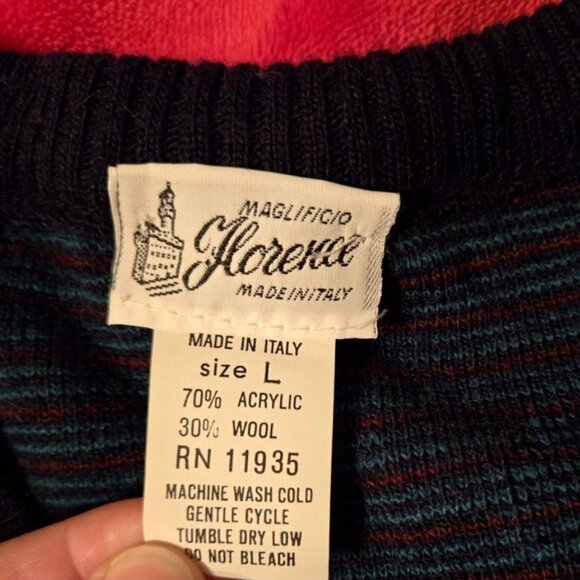 MAGLIFICIO
Florence
MADE IN ITALY
MADE IN ITALY
size L
70% ACRYLIC
30% WOOL
RN 11935
MACHINE WASH COLD
GENTLE CYCLE
TUMBLE DRY LOW
DO NOT BLEACH